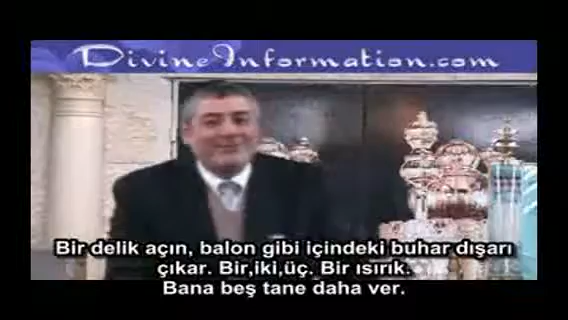 DivineInformation.com
Bir delik açın, balon gibi içindeki buhar dışarı
çıkar. Bir,iki,üç. Bir ısırık.
Bana beş tane daha ver.